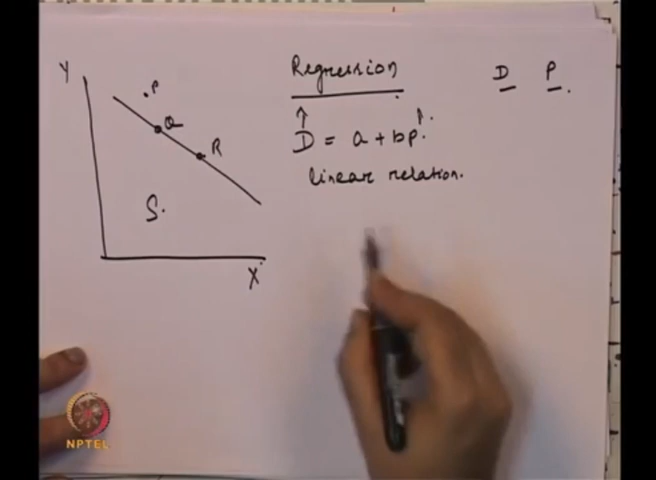 Y
P
Q
R
S.
X
Regression
D P.
D = a + bp.
linear relation.
NPTEL